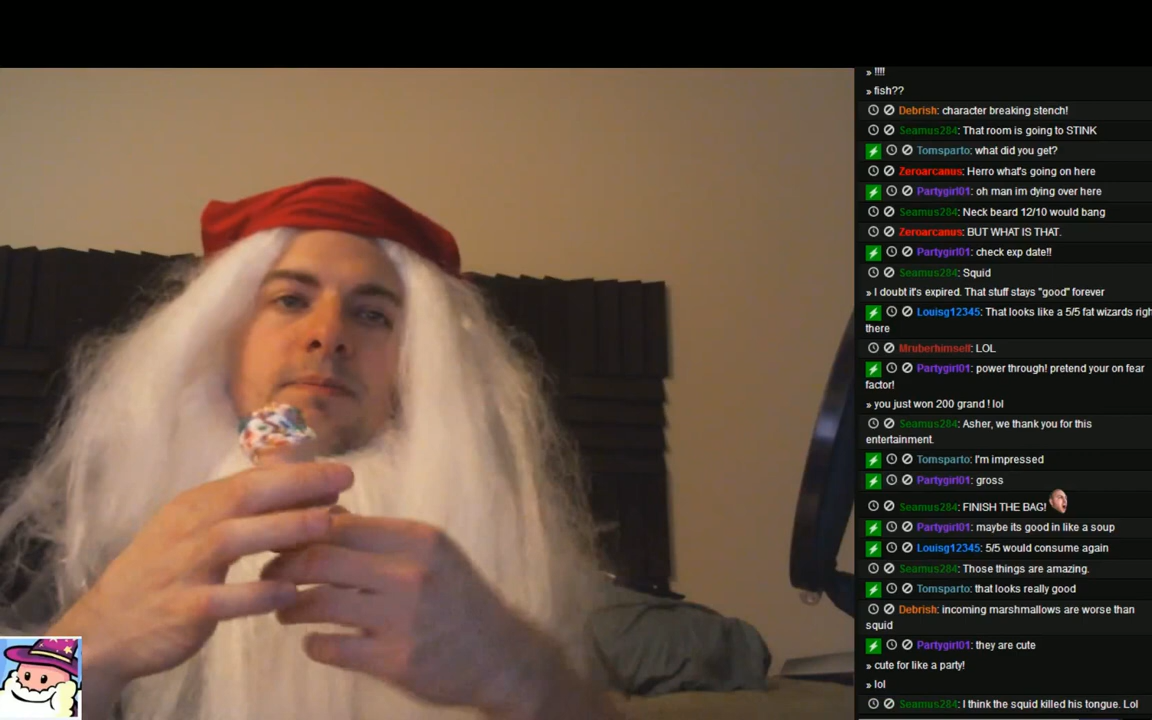 » !!!!
» fish??
Debrish: character breaking stench!
Seamus284: That room is going to STINK
Tomsparto: what did you get?
Zeroarcanus: Herro what's going on here
Partygirl01: oh man im dying over here
Seamus284: Neck beard 12/10 would bang
Zeroarcanus: BUT WHAT IS THAT.
Partygirl01: check exp date!!
Seamus284: Squid
» I doubt it's expired. That stuff stays "good" forever
Louisg12345: That looks like a 5/5 fat wizards righ
there
Mruberhimself: LOL
Partygirl01: power through! pretend your on fear
factor!
» you just won 200 grand ! lol
Seamus284: Asher, we thank you for this
entertainment.
Tomsparto: I'm impressed
Partygirl01: gross
Seamus284: FINISH THE BAG!
Partygirl01: maybe its good in like a soup
Louisg12345: 5/5 would consume again
Seamus284: Those things are amazing.
Tomsparto: that looks really good
Debrish: incoming marshmallows are worse than
squid
Partygirl01: they are cute
» cute for like a party!
» lol
Seamus284: I think the squid killed his tongue. Lol